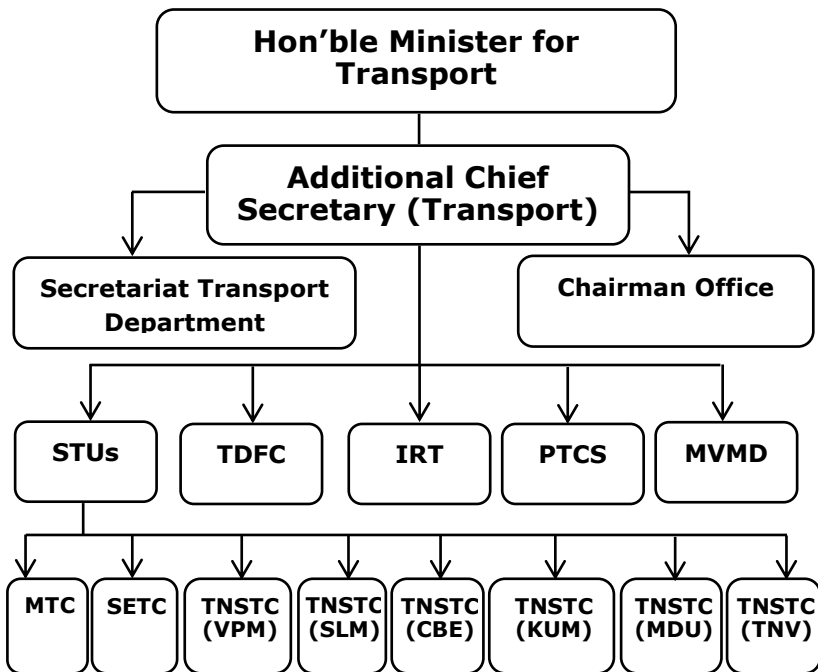 Hon’ble Minister for
Transport
Additional Chief
Secretary (Transport)
Secretariat Transport
Department
Chairman Office
STUs
TDFC
IRT
PTCS
MVMD
MTC
SETC
TNSTC
(VPM)
TNSTC
(SLM)
TNSTC
(CBE)
TNSTC
(KUM)
TNSTC
(MDU)
TNSTC
(TNV)